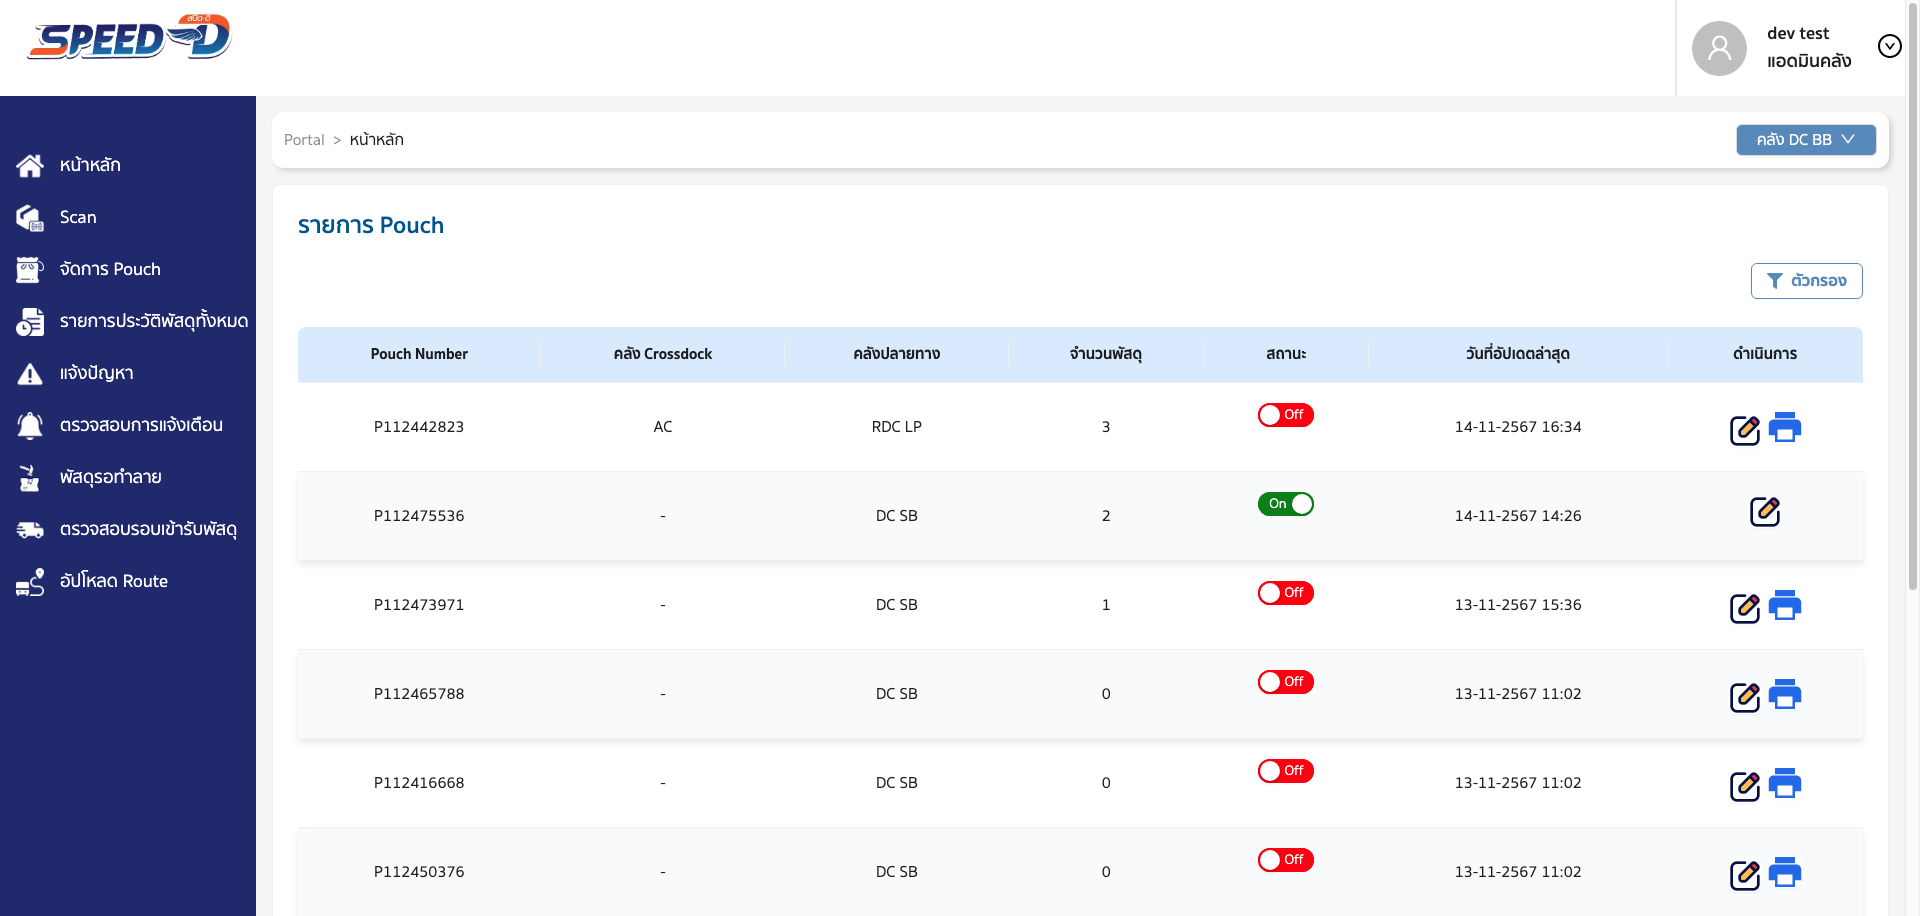 SPEED-D
สปีด-ดี
dev test
แอดมินคลัง
หน้าหลัก
Scan
จัดการ Pouch
รายการประวัติพัสดุทั้งหมด
แจ้งปัญหา
ตรวจสอบการแจ้งเตือน
พัสดุรอทำลาย
ตรวจสอบรอบเข้ารับพัสดุ
อัปโหลด Route
Portal > หน้าหลัก
คลัง DC BB
รายการ Pouch
ตัวกรอง
Pouch Number คลัง Crossdock คลังปลายทาง จำนวนพัสดุ สถานะ วันที่อัปเดตล่าสุด ดำเนินการ
P112442823 AC RDC LP 3 Off 14-11-2567 16:34
P112475536 - DC SB 2 On 14-11-2567 14:26
P112473971 - DC SB 1 Off 13-11-2567 15:36
P112465788 - DC SB 0 Off 13-11-2567 11:02
P112416668 - DC SB 0 Off 13-11-2567 11:02
P112450376 - DC SB 0 Off 13-11-2567 11:02